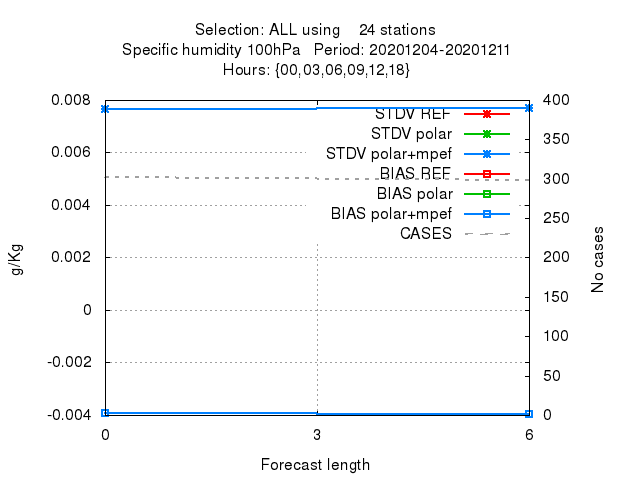 Selection: ALL using 24 stations
Specific humidity 100hPa Period: 20201204-20201211
Hours: {00,03,06,09,12,18}
0.008
0.006
0.004
0.002
0
-0.002
-0.004
g/Kg
STDV REF
STDV polar
STDV polar+mpef
BIAS REF
BIAS polar
BIAS polar+mpef
CASES
400
350
300
250
200
150
100
50
0
No cases
0 3 6
Forecast length